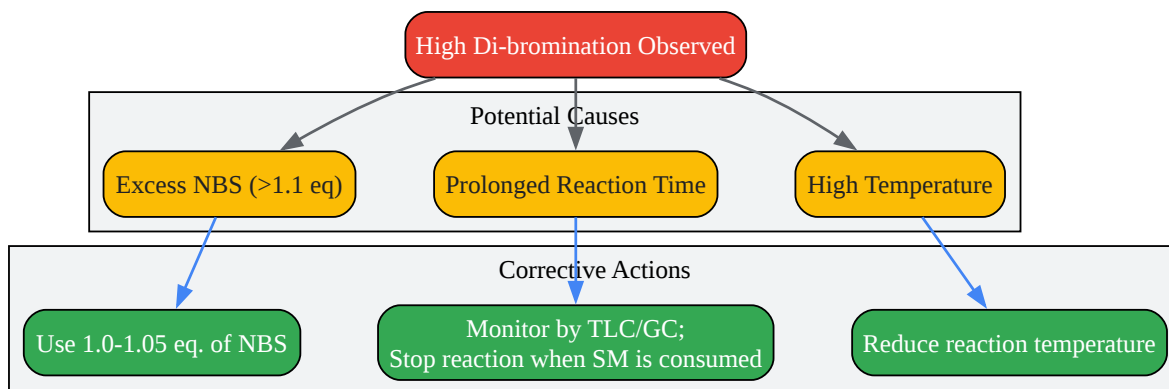 High Di-bromination Observed
Potential Causes
Excess NBS (>1.1 eq)
Prolonged Reaction Time
High Temperature
Corrective Actions
Use 1.0-1.05 eq. of NBS
Monitor by TLC/GC;
Stop reaction when SM is consumed
Reduce reaction temperature